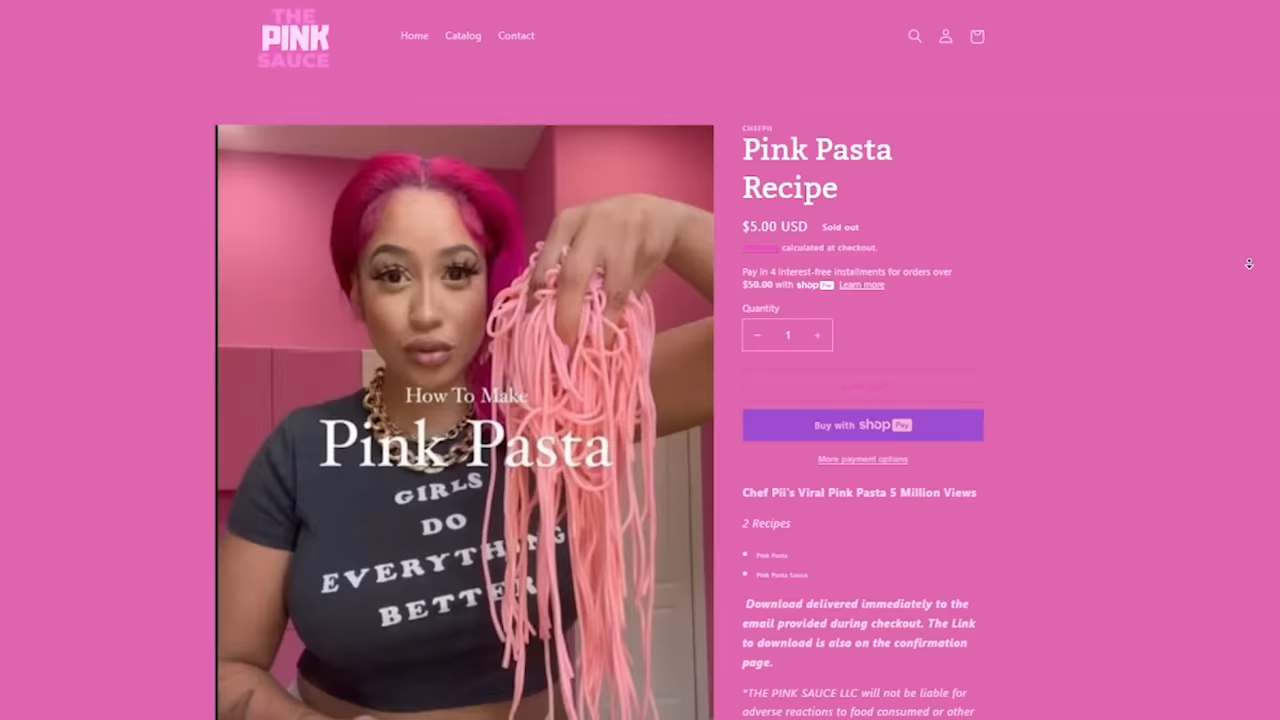 THE
PINK
SAUCE
Home Catalog Contact
CHEFPII
Pink Pasta
Recipe
$5.00 USD Sold out
calculated at checkout.
Pay in 4 interest-free installments for orders over
$50.00 with shop Pay Learn more
Quantity
− 1 +
Buy with shop Pay
More payment options
Chef Pii's Viral Pink Pasta 5 Million Views
2 Recipes
Pink Pasta
Pink Pasta Sauce
Download delivered immediately to the
email provided during checkout. The Link
to download is also on the confirmation
page.
*THE PINK SAUCE LLC will not be liable for
adverse reactions to food consumed or other
How To Make
Pink Pasta
GIRLS
DO
EVERYTHING
BETTER